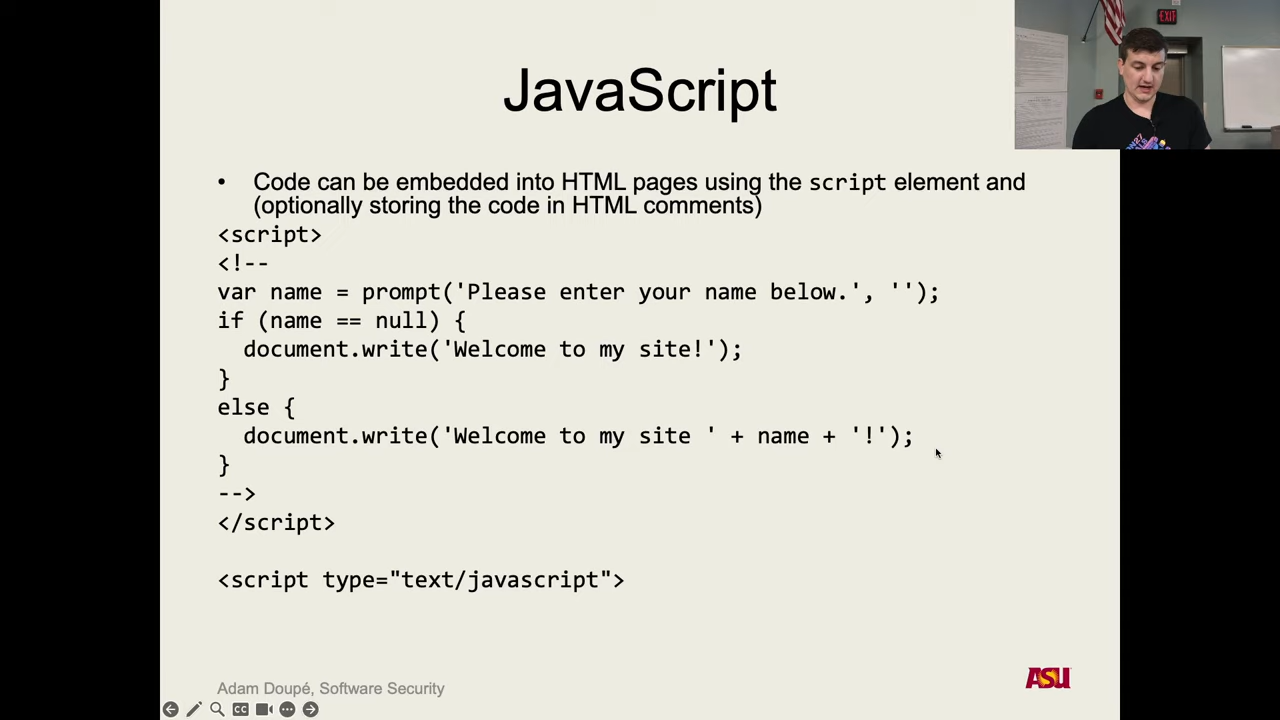 EXIT
JavaScript
• Code can be embedded into HTML pages using the script element and
(optionally storing the code in HTML comments)
<script>
<!--
var name = prompt('Please enter your name below.', '');
if (name == null) {
  document.write('Welcome to my site!');
}
else {
  document.write('Welcome to my site ' + name + '!');
}
-->
</script>
<script type="text/javascript">
Adam Doupé, Software Security
ASU
CC